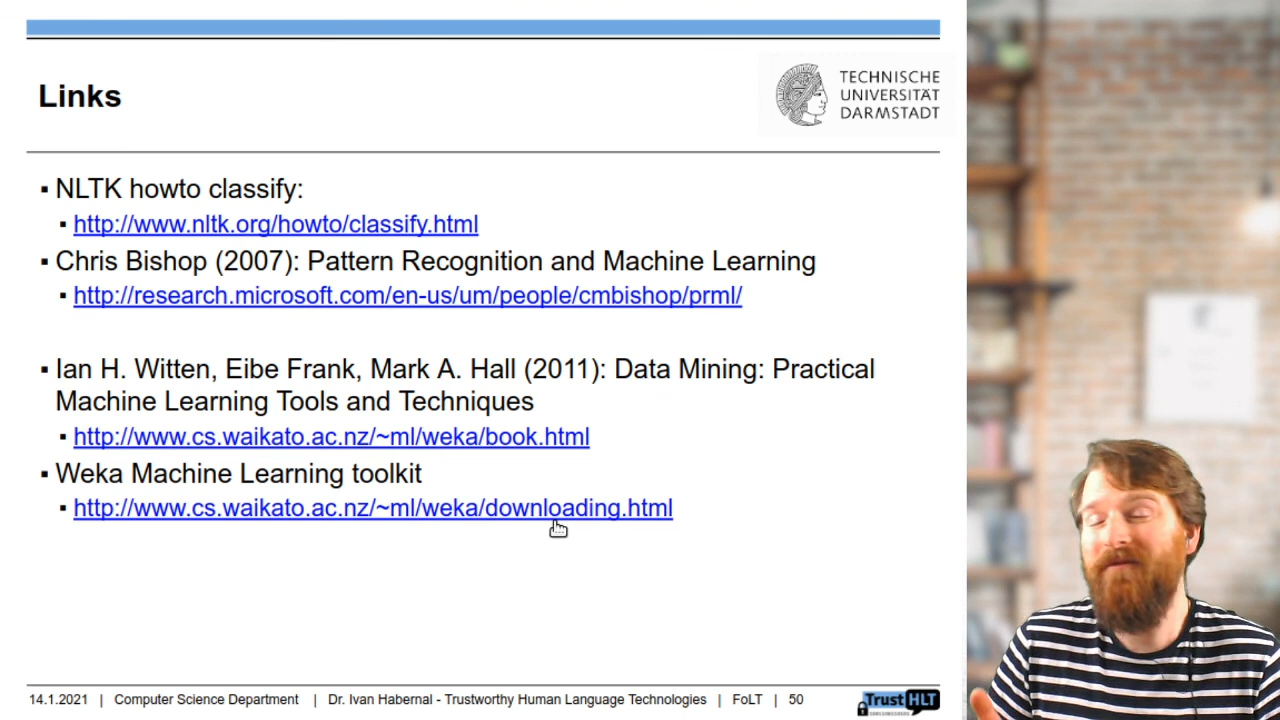 Links
TECHNISCHE
UNIVERSITÄT
DARMSTADT
▪ NLTK howto classify:
▪ http://www.nltk.org/howto/classify.html
▪ Chris Bishop (2007): Pattern Recognition and Machine Learning
▪ http://research.microsoft.com/en-us/um/people/cmbishop/prml/
▪ Ian H. Witten, Eibe Frank, Mark A. Hall (2011): Data Mining: Practical
Machine Learning Tools and Techniques
▪ http://www.cs.waikato.ac.nz/~ml/weka/book.html
▪ Weka Machine Learning toolkit
▪ http://www.cs.waikato.ac.nz/~ml/weka/downloading.html
14.1.2021 | Computer Science Department | Dr. Ivan Habernal - Trustworthy Human Language Technologies | FoLT | 50
TrustHLT